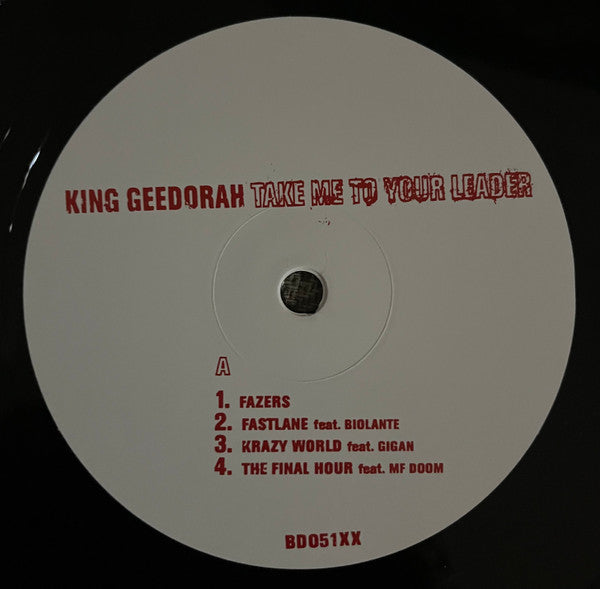 KING GEEDORAH TAKE ME TO YOUR LEADER
A
1. FAZERS
2. FASTLANE feat. BIOLANTE
3. KRAZY WORLD feat. GIGAN
4. THE FINAL HOUR feat. MF DOOM
BD051XX